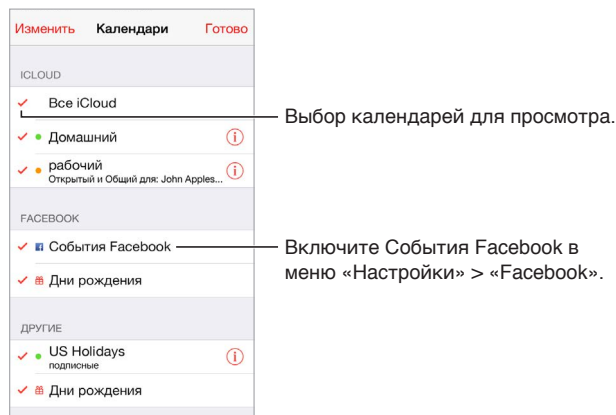 Изменить Календари Готово
ICLOUD
Все iCloud
Выбор календарей для просмотра.
Домашний
рабочий
Открытый и Общий для: John Apples...
FACEBOOK
События Facebook
Включите События Facebook в
меню «Настройки» > «Facebook».
Дни рождения
ДРУГИЕ
US Holidays
подписные
Дни рождения